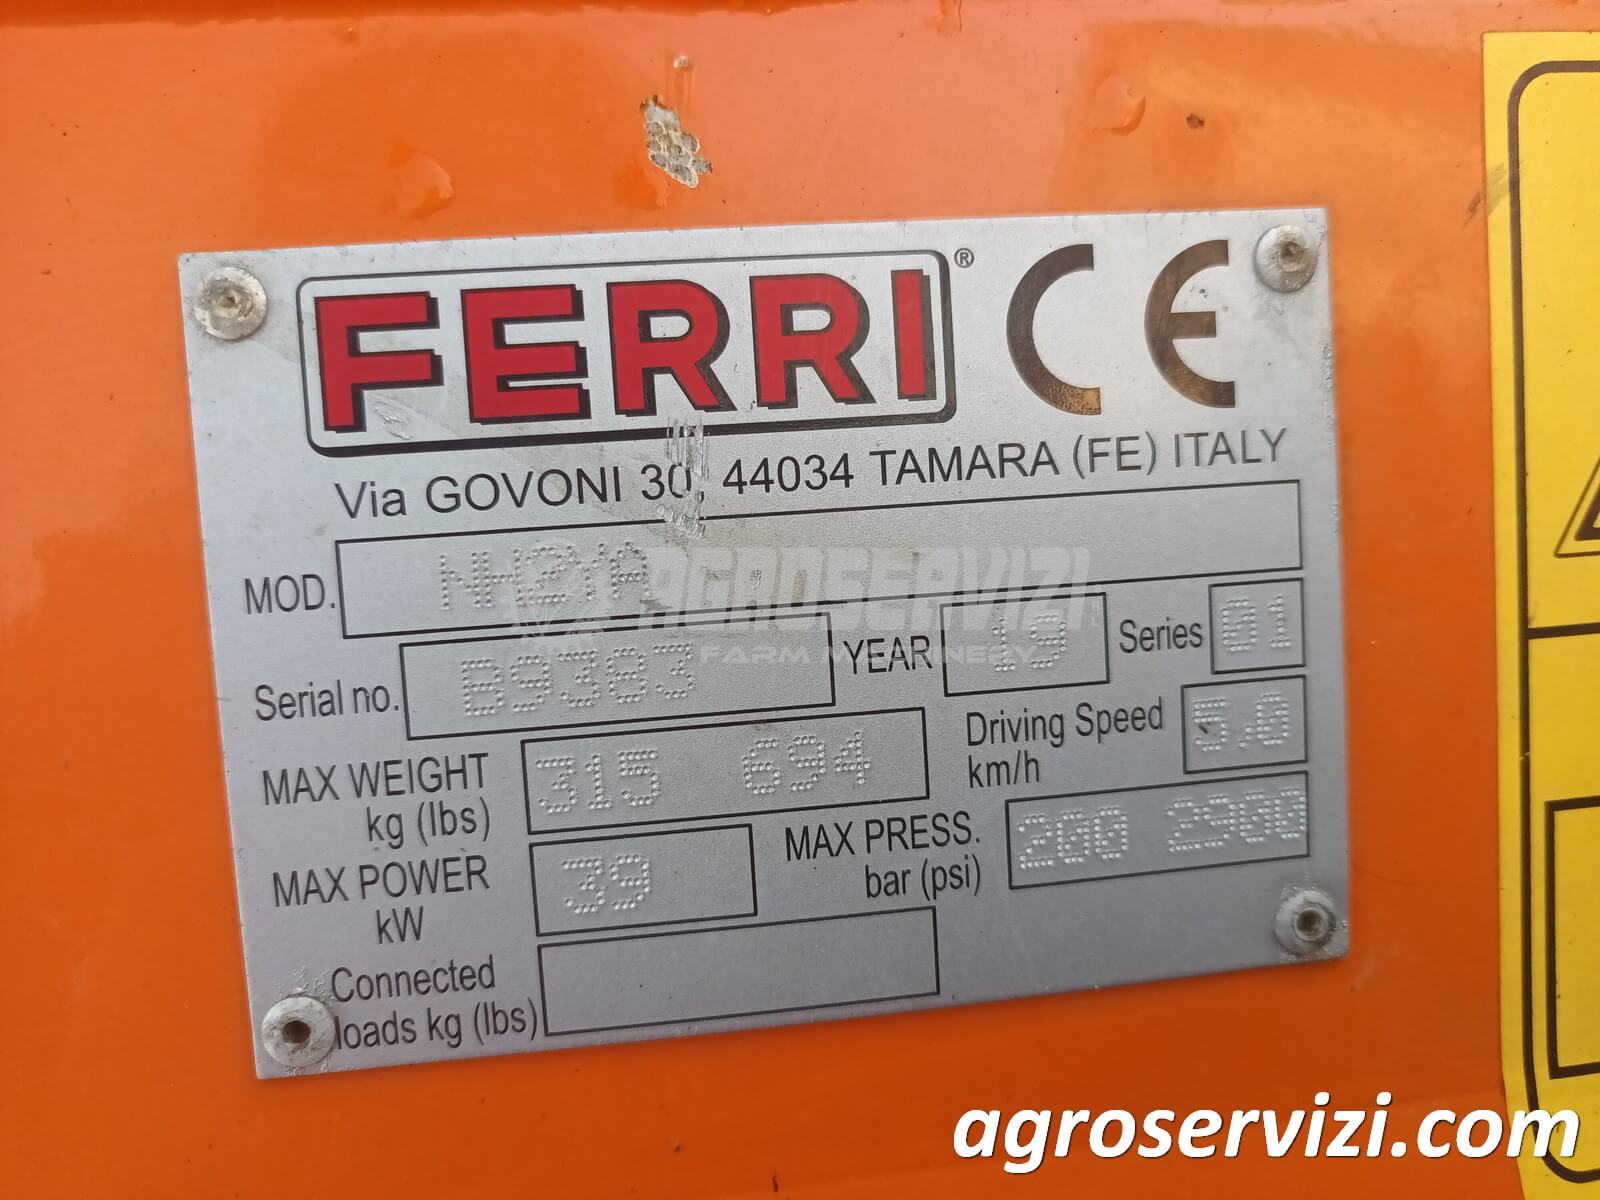 FERRI® CE
Via GOVONI 30, 44034 TAMARA (FE) ITALY
MOD. NH2YA
AGROSERVIZI
FARM MACHINERY
Serial no. B9383 YEAR 19 Series 01
MAX WEIGHT kg (lbs) 315 694
Driving Speed km/h 5,0
MAX POWER kW 39
MAX PRESS. bar (psi) 200 2900
Connected loads kg (lbs)
agroservizi.com